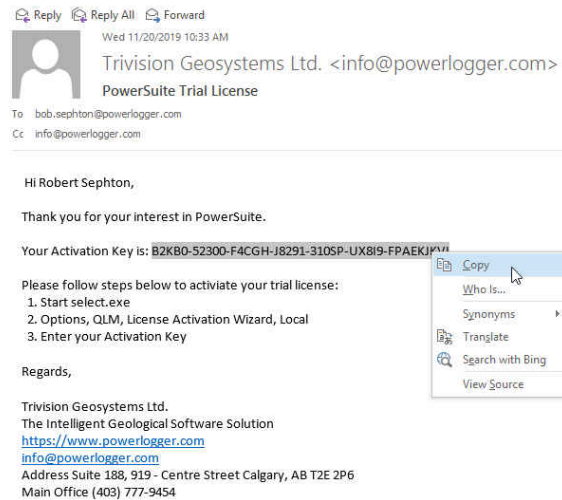 Reply Reply All Forward
Wed 11/20/2019 10:33 AM
Trivision Geosystems Ltd. <info@powerlogger.com>
PowerSuite Trial License
To bob.sephton@powerlogger.com
Cc info@powerlogger.com
Hi Robert Sephton,
Thank you for your interest in PowerSuite.
Your Activation Key is: B2KB0-52300-F4CGH-J8291-310SP-UX8I9-FPAEKJKVJ
Copy
Who Is...
Synonyms
Translate
Search with Bing
View Source
Please follow steps below to activiate your trial license:
1. Start select.exe
2. Options, QLM, License Activation Wizard, Local
3. Enter your Activation Key
Regards,
Trivision Geosystems Ltd.
The Intelligent Geological Software Solution
https://www.powerlogger.com
info@powerlogger.com
Address Suite 188, 919 - Centre Street Calgary, AB T2E 2P6
Main Office (403) 777-9454